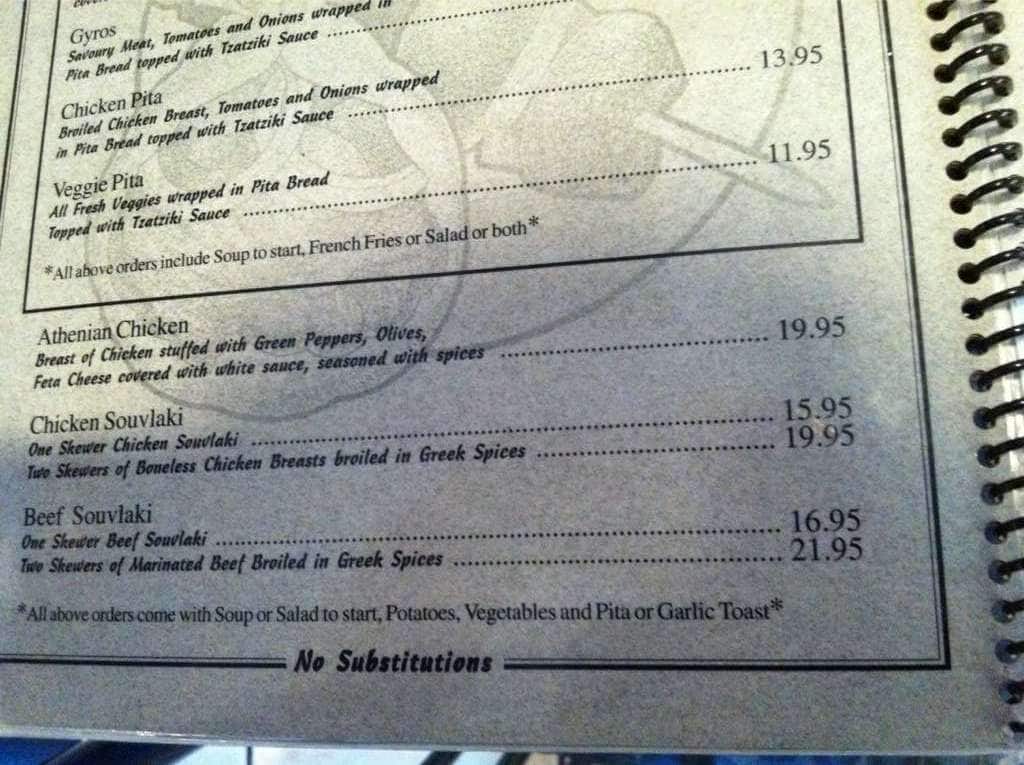 Gyros
Savoury Meat, Tomatoes and Onions wrapped in
Pita Bread topped with Tzatziki Sauce
Chicken Pita
Broiled Chicken Breast, Tomatoes and Onions wrapped
in Pita Bread topped with Tzatziki Sauce 13.95
Veggie Pita
All Fresh Veggies wrapped in Pita Bread
Topped with Tzatziki Sauce 11.95
*All above orders include Soup to start, French Fries or Salad or both*
Athenian Chicken
Breast of Chicken stuffed with Green Peppers, Olives,
Feta Cheese covered with white sauce, seasoned with spices 19.95
Chicken Souvlaki
One Skewer Chicken Souvlaki 15.95
Two Skewers of Boneless Chicken Breasts broiled in Greek Spices 19.95
Beef Souvlaki
One Skewer Beef Souvlaki 16.95
Two Skewers of Marinated Beef Broiled in Greek Spices 21.95
*All above orders come with Soup or Salad to start, Potatoes, Vegetables and Pita or Garlic Toast*
No Substitutions